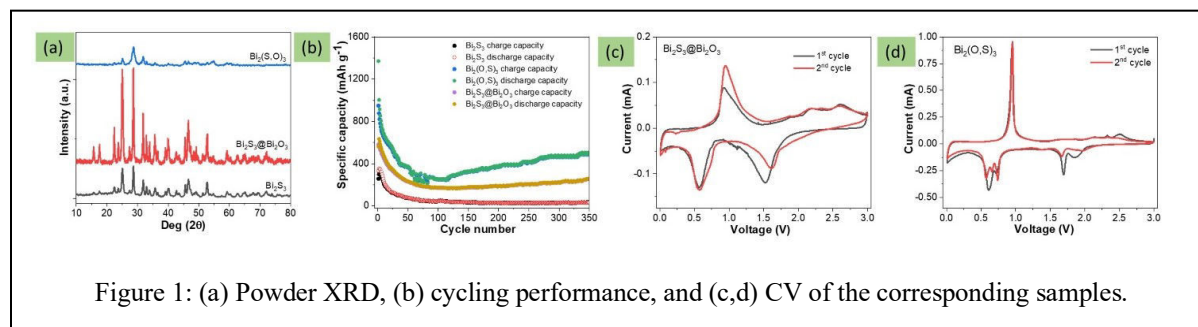 (a)
Bi₂(S,O)₃
Bi₂S₃@Bi₂O₃
Bi₂S₃
Intensity (a.u.)
10 20 30 40 50 60 70 80
Deg (2θ)
(b)
Bi₂S₃ charge capacity
Bi₂S₃ discharge capacity
Bi₂(O,S)₃ charge capacity
Bi₂(O,S)₃ discharge capacity
Bi₂S₃@Bi₂O₃ charge capacity
Bi₂S₃@Bi₂O₃ discharge capacity
Specific capacity (mAh g⁻¹)
1600
1200
800
400
0
0 50 100 150 200 250 300 350
Cycle number
(c)
Bi₂S₃@Bi₂O₃
1ˢᵗ cycle
2ⁿᵈ cycle
Current (mA)
0.2
0.1
0.0
-0.1
0.0 0.5 1.0 1.5 2.0 2.5 3.0
Voltage (V)
(d)
Bi₂(O,S)₃
1ˢᵗ cycle
2ⁿᵈ cycle
Current (mA)
1.00
0.75
0.50
0.25
0.00
-0.25
-0.50
0.0 0.5 1.0 1.5 2.0 2.5 3.0
Voltage (V)
Figure 1: (a) Powder XRD, (b) cycling performance, and (c,d) CV of the corresponding samples.